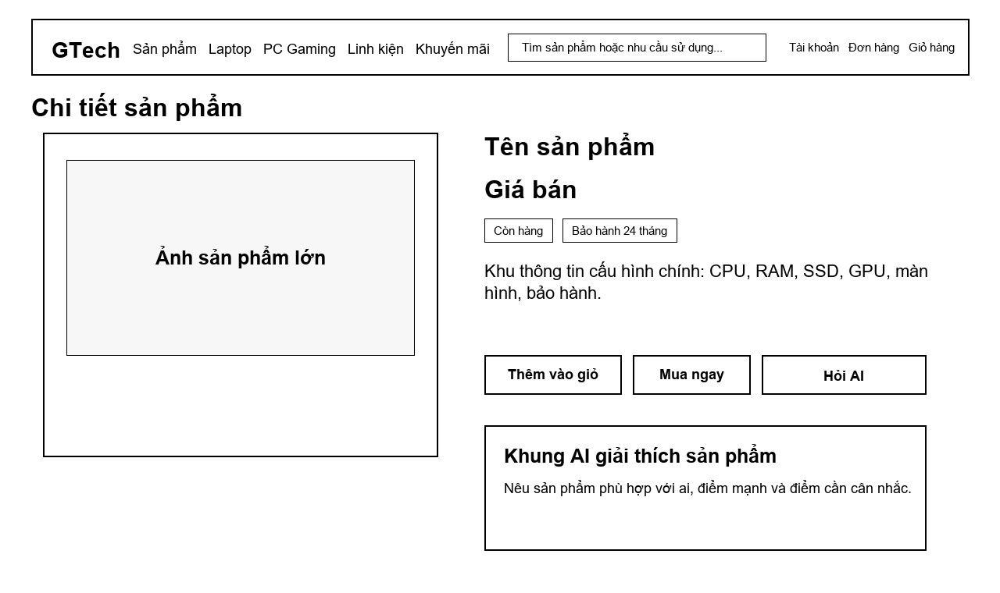 GTech Sản phẩm Laptop PC Gaming Linh kiện Khuyến mãi Tìm sản phẩm hoặc nhu cầu sử dụng... Tài khoản Đơn hàng Giỏ hàng
Chi tiết sản phẩm
Ảnh sản phẩm lớn
Tên sản phẩm
Giá bán
Còn hàng Bảo hành 24 tháng
Khu thông tin cấu hình chính: CPU, RAM, SSD, GPU, màn
hình, bảo hành.
Thêm vào giỏ Mua ngay Hỏi AI
Khung AI giải thích sản phẩm
Nêu sản phẩm phù hợp với ai, điểm mạnh và điểm cần cân nhắc.